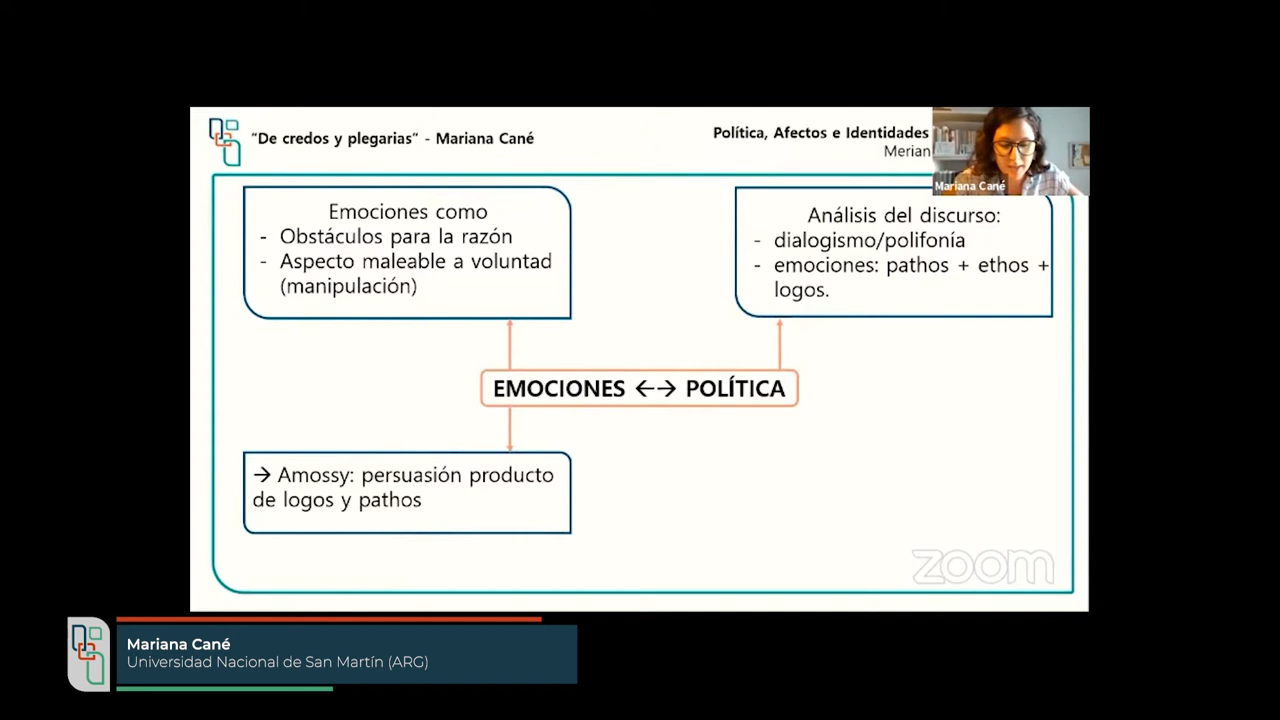 “De credos y plegarias” - Mariana Cané
Política, Afectos e Identidades
Merian
Mariana Cané
Emociones como
- Obstáculos para la razón
- Aspecto maleable a voluntad
(manipulación)
Análisis del discurso:
- dialogismo/polifonía
- emociones: pathos + ethos +
logos.
EMOCIONES ←→ POLÍTICA
→ Amossy: persuasión producto
de logos y pathos
zoom
Mariana Cané
Universidad Nacional de San Martín (ARG)